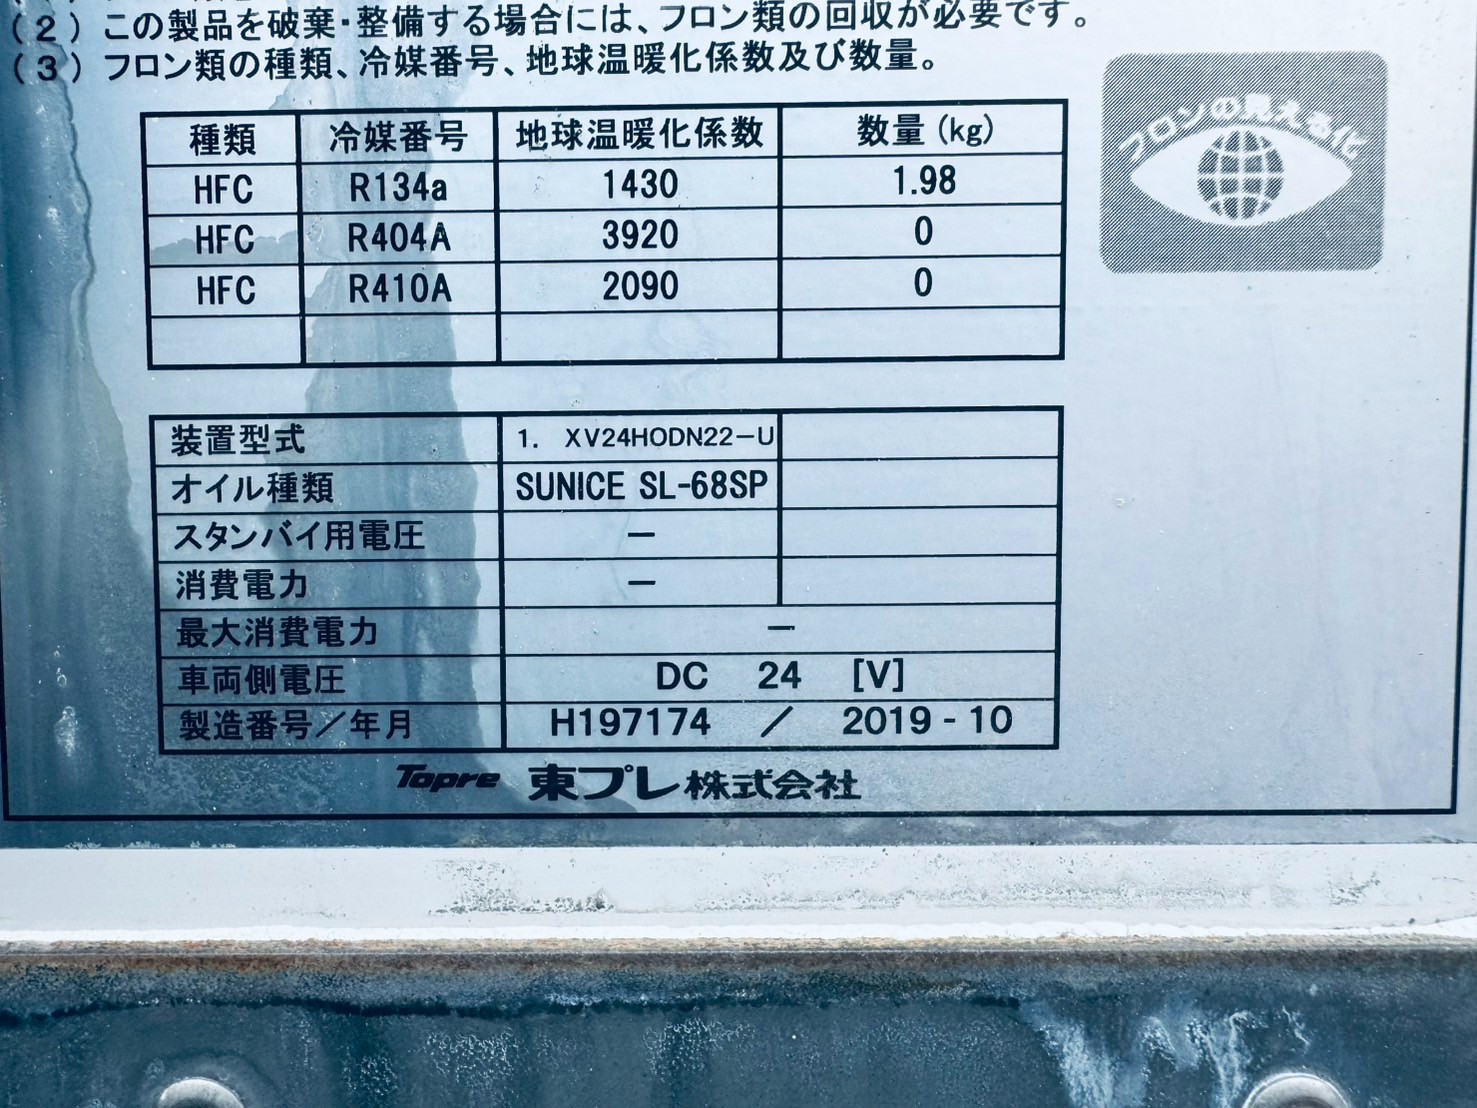 (2) この製品を破棄・整備する場合には、フロン類の回収が必要です。
(3) フロン類の種類、冷媒番号、地球温暖化係数及び数量。
フロンの見える化
種類 冷媒番号 地球温暖化係数 数量(kg)
HFC R134a 1430 1.98
HFC R404A 3920 0
HFC R410A 2090 0
装置型式 1. XV24HODN22-U
オイル種類 SUNICE SL-68SP
スタンバイ用電圧 —
消費電力 —
最大消費電力 —
車両側電圧 DC 24 [V]
製造番号/年月 H197174 / 2019-10
Topre 東プレ株式会社